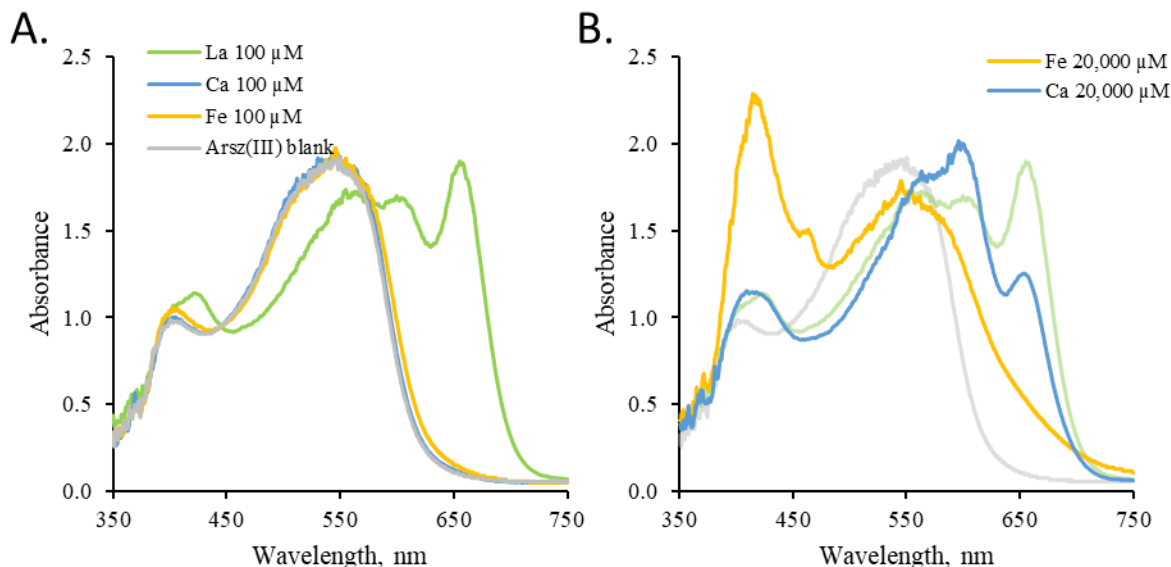 A.
La 100 µM
Ca 100 µM
Fe 100 µM
Arsz(III) blank
2.5
2.0
1.5
1.0
0.5
0.0
Absorbance
350
450
550
650
750
Wavelength, nm
B.
Fe 20,000 µM
Ca 20,000 µM
2.5
2.0
1.5
1.0
0.5
0.0
Absorbance
350
450
550
650
750
Wavelength, nm